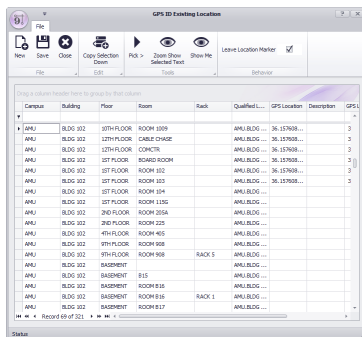 GPS ID Existing Location
File
New Save Close Copy Selection Down Pick > Zoom Show Selected Text Show Me Leave Location Marker
File Edit Tools Behavior
Drag a column header here to group by that column
Campus Building Floor Room Rack Qualified L... GPS Location Description GPS L
AMU BLDG 102 10TH FLOOR ROOM 1009 AMU.BLDG ... 36.157608... 3
AMU BLDG 102 12TH FLOOR CABLE CHASE AMU.BLDG ... 36.157608... 3
AMU BLDG 102 12TH FLOOR COMCTR AMU.BLDG ... 36.157608... 3
AMU BLDG 102 1ST FLOOR BOARD ROOM AMU.BLDG ... 36.157608... 3
AMU BLDG 102 1ST FLOOR ROOM 102 AMU.BLDG ... 36.157608... 3
AMU BLDG 102 1ST FLOOR ROOM 103 AMU.BLDG ... 36.157608... 3
AMU BLDG 102 1ST FLOOR ROOM 104 AMU.BLDG ...
AMU BLDG 102 1ST FLOOR ROOM 115G AMU.BLDG ...
AMU BLDG 102 2ND FLOOR ROOM 205A AMU.BLDG ...
AMU BLDG 102 2ND FLOOR ROOM 225 AMU.BLDG ...
AMU BLDG 102 4TH FLOOR ROOM 405 AMU.BLDG ...
AMU BLDG 102 9TH FLOOR ROOM 908 AMU.BLDG ...
AMU BLDG 102 9TH FLOOR ROOM 908 RACK 5 AMU.BLDG ...
AMU BLDG 102 BASEMENT AMU.BLDG ...
AMU BLDG 102 BASEMENT B15 AMU.BLDG ...
AMU BLDG 102 BASEMENT ROOM B16 AMU.BLDG ...
AMU BLDG 102 BASEMENT ROOM B16 RACK 1 AMU.BLDG ...
AMU BLDG 102 BASEMENT ROOM B17 AMU.BLDG ...
Record 69 of 321
Status